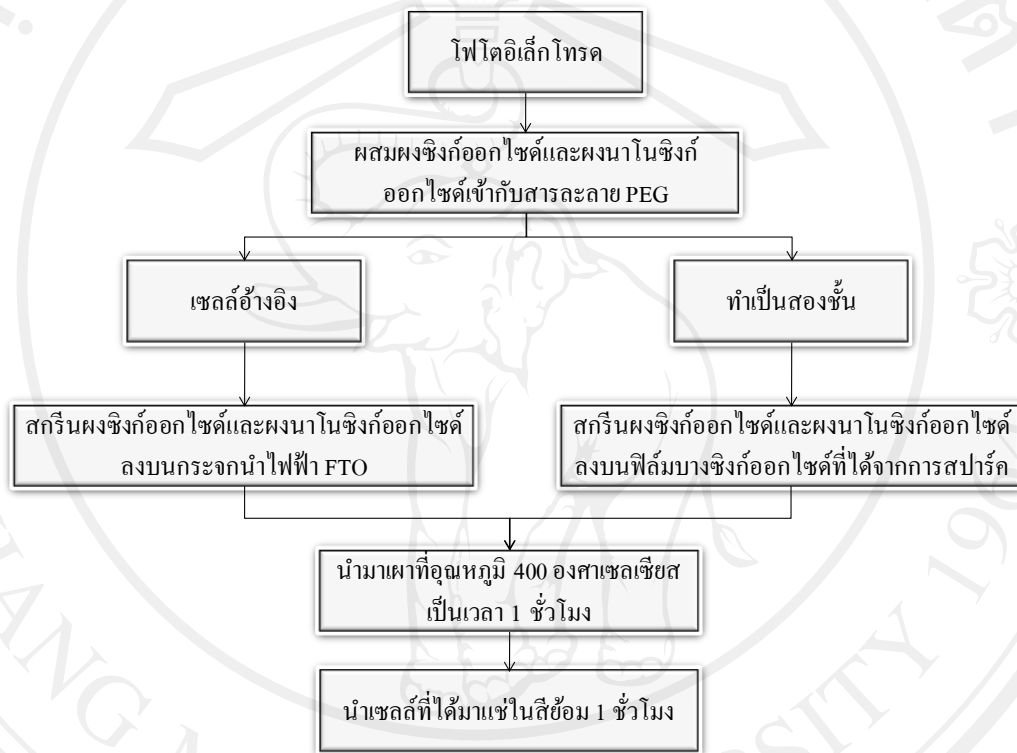 โฟโตอิเล็กโทรด
ผสมผงซิงก์ออกไซด์และผงนาโนซิงก์
ออกไซด์เข้ากับสารละลาย PEG
เซลล์อ้างอิง
ทำเป็นสองชั้น
สกรีนผงซิงก์ออกไซด์และผงนาโนซิงก์ออกไซด์
ลงบนกระจกนำไฟฟ้า FTO
สกรีนผงซิงก์ออกไซด์และผงนาโนซิงก์ออกไซด์
ลงบนฟิล์มบางซิงก์ออกไซด์ที่ได้จากการสปาร์ค
นำมาเผาที่อุณหภูมิ 400 องศาเซลเซียส
เป็นเวลา 1 ชั่วโมง
นำเซลล์ที่ได้มาแช่ในสีย้อม 1 ชั่วโมง